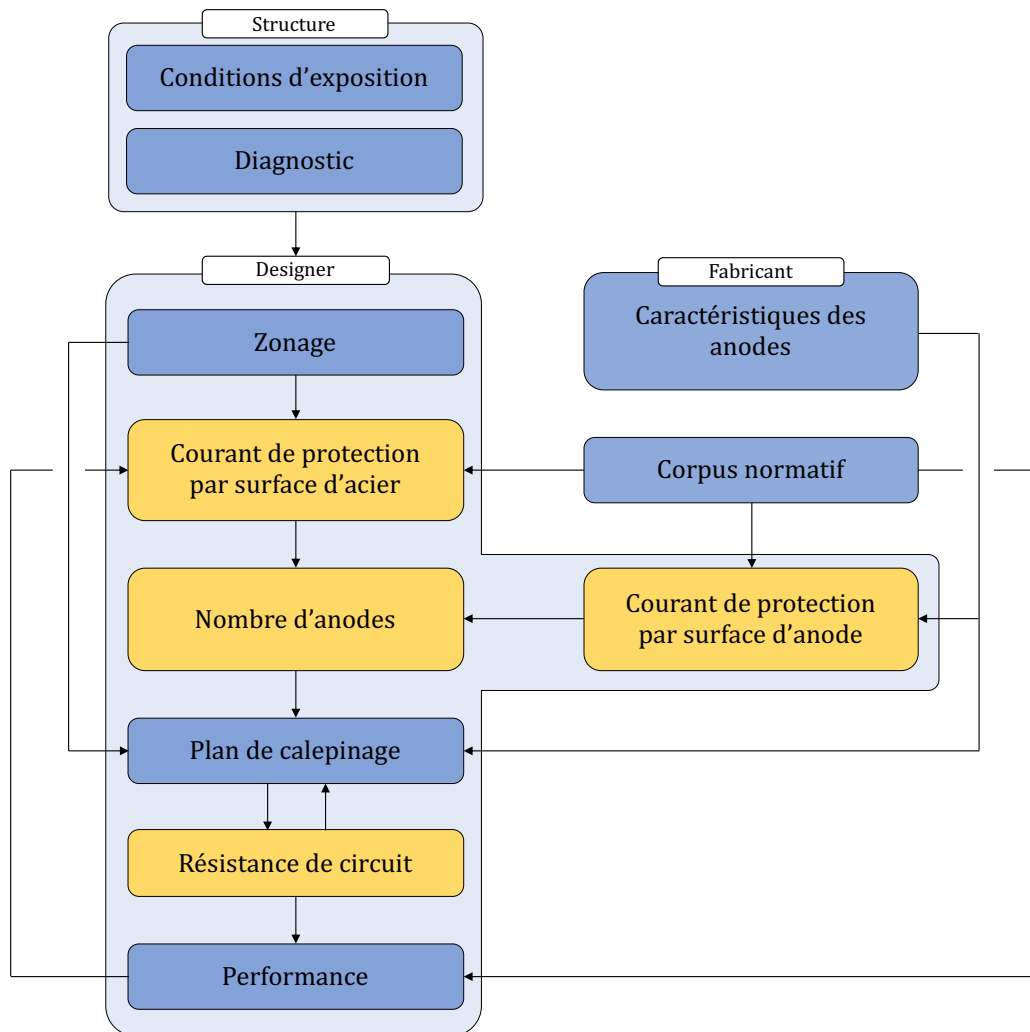 Structure
Conditions d’exposition
Diagnostic
Designer
Fabricant
Zonage
Caractéristiques des
anodes
Courant de protection
par surface d’acier
Corpus normatif
Nombre d’anodes
Courant de protection
par surface d’anode
Plan de calepinage
Résistance de circuit
Performance